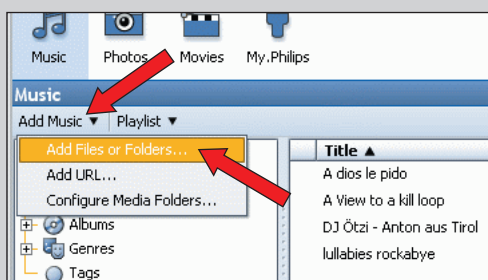 Music Photos Movies My.Philips
Music
Add Music ▼ Playlist ▼
Add Files or Folders...
Add URL...
Configure Media Folders...
Albums
Genres
Tags
Title ▲
A dios le pido
A View to a kill loop
DJ Ötzi - Anton aus Tirol
lullabies rockabye